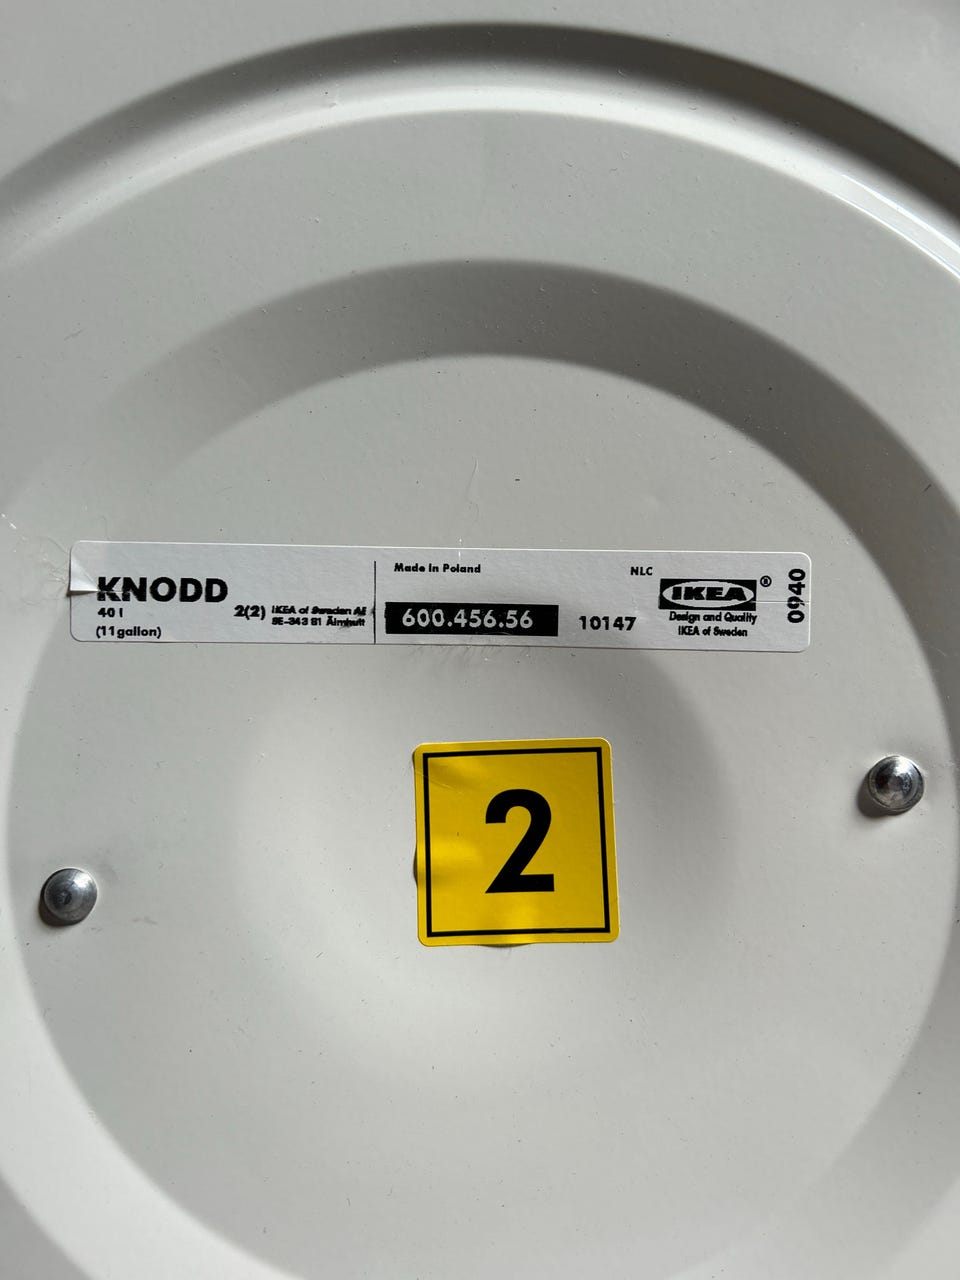 KNODD
40 l
(11gallon)
2(2)
IKEA of Sweden AB
SE-343 81 Älmhult
Made in Poland
600.456.56
10147
NLC
IKEA®
Design and Quality
IKEA of Sweden
0940
2